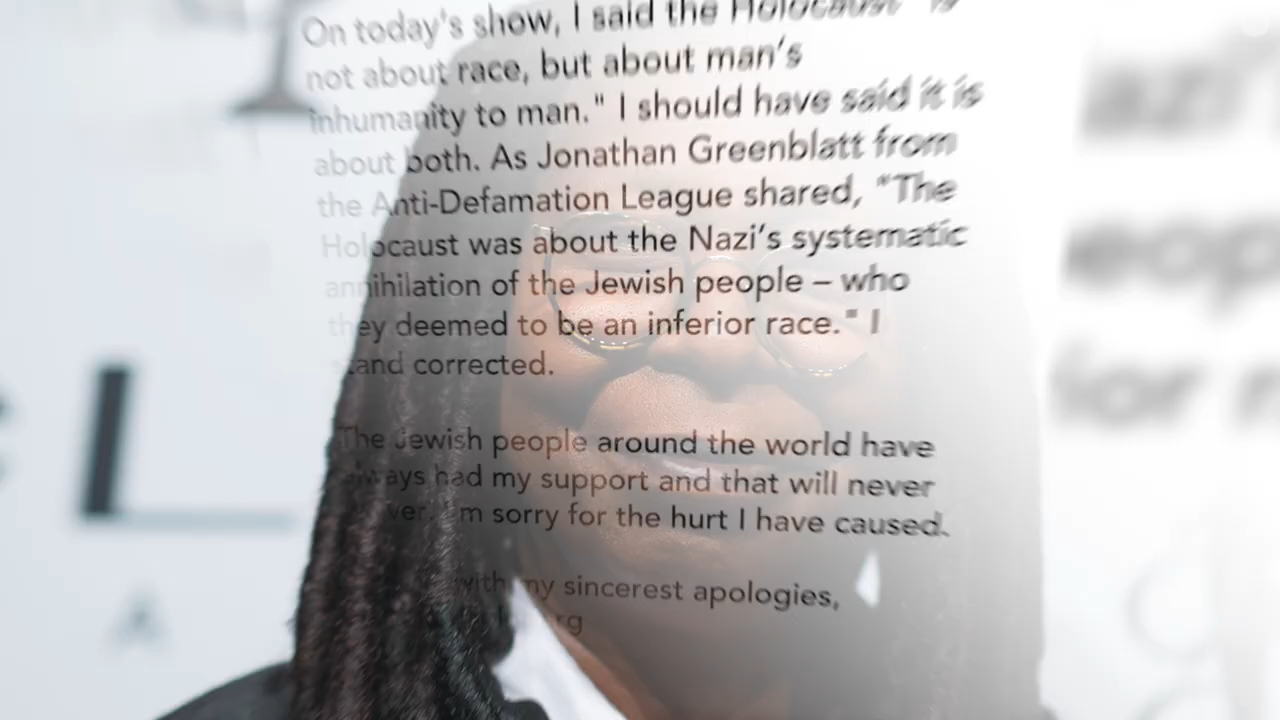 On today's show, I said the Holocaust "is
not about race, but about man's
inhumanity to man." I should have said it is
about both. As Jonathan Greenblatt from
the Anti-Defamation League shared, "The
Holocaust was about the Nazi's systematic
annihilation of the Jewish people – who
they deemed to be an inferior race." I
stand corrected.
The Jewish people around the world have
always had my support and that will never
waver. I'm sorry for the hurt I have caused.
with my sincerest apologies,
L
A